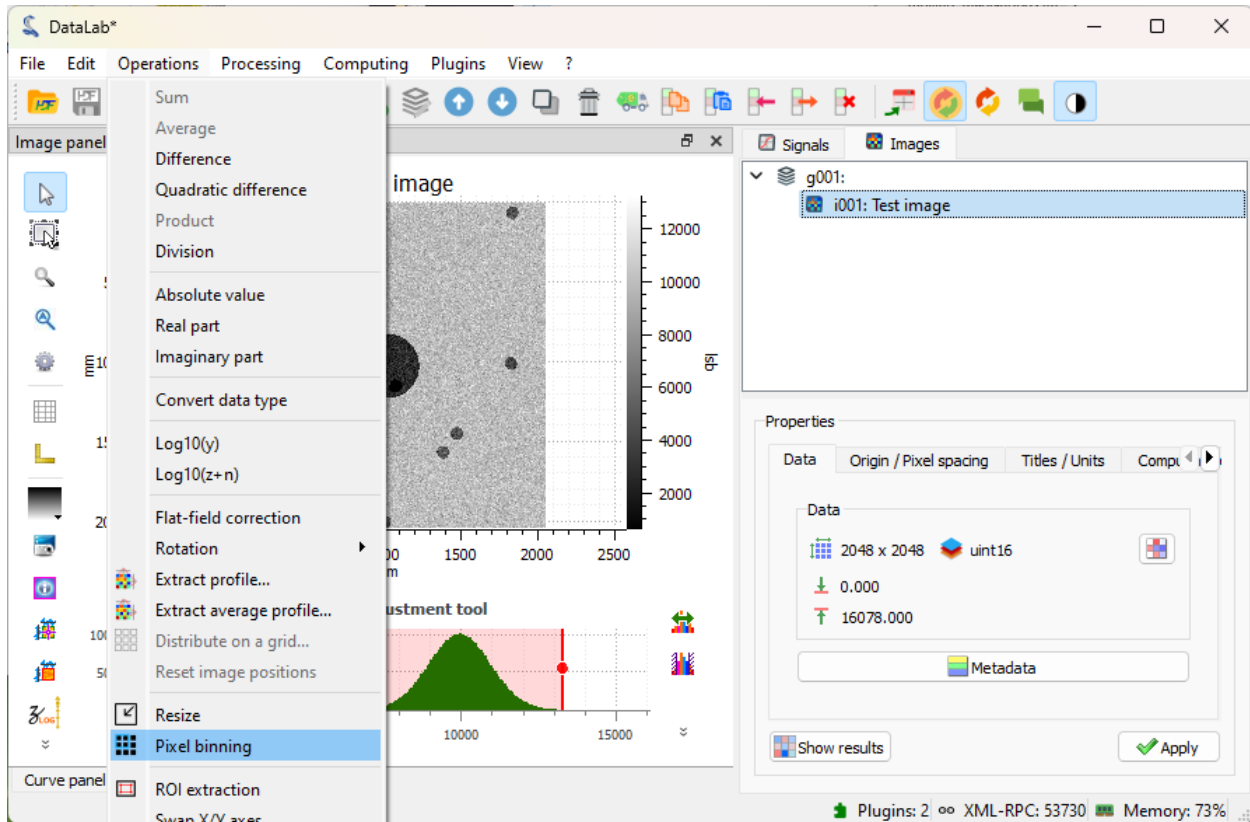 DataLab*
File Edit Operations Processing Computing Plugins View ?
Image panel
Sum
Average
Difference
Quadratic difference
Product
Division
Absolute value
Real part
Imaginary part
Convert data type
Log10(y)
Log10(z+n)
Flat-field correction
Rotation
Extract profile...
Extract average profile...
Distribute on a grid...
Reset image positions
Resize
Pixel binning
ROI extraction
Swap X/Y axes
image
12000
10000
8000
6000
4000
2000
lsb
mm
1500 2000 2500
10000 15000
Curve panel
Signals Images
g001:
i001: Test image
Properties
Data Origin / Pixel spacing Titles / Units
Data
2048 x 2048 uint16
0.000
16078.000
Metadata
Show results Apply
Plugins: 2 XML-RPC: 53730 Memory: 73%